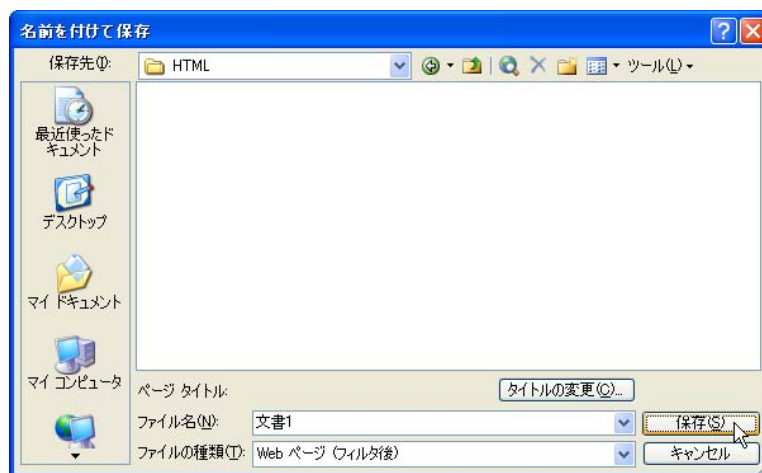 名前を付けて保存
保存先(I):
HTML
ツール(L)
最近使ったド
キュメント
デスクトップ
マイ ドキュメント
マイ コンピュータ
ページ タイトル:
タイトルの変更(C)...
ファイル名(N):
文書1
保存(S)
ファイルの種類(T):
Web ページ (フィルタ後)
キャンセル